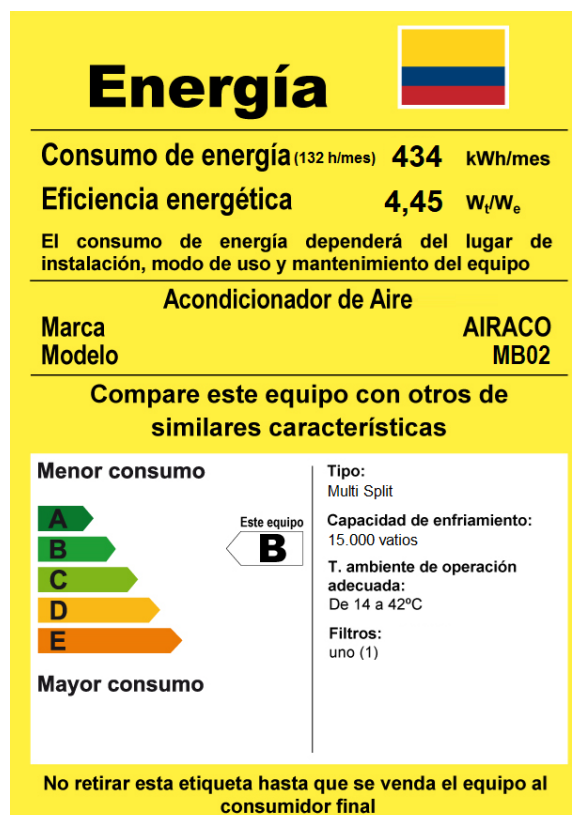 Energía
Consumo de energía (132 h/mes) 434 kWh/mes
Eficiencia energética 4,45 Wt/We
El consumo de energía dependerá del lugar de
instalación, modo de uso y mantenimiento del equipo
Acondicionador de Aire
Marca AIRACO
Modelo MB02
Compare este equipo con otros de
similares características
Menor consumo
A
B
C
D
E
Mayor consumo
Este equipo
B
Tipo:
Multi Split
Capacidad de enfriamiento:
15.000 vatios
T. ambiente de operación
adecuada:
De 14 a 42ºC
Filtros:
uno (1)
No retirar esta etiqueta hasta que se venda el equipo al
consumidor final